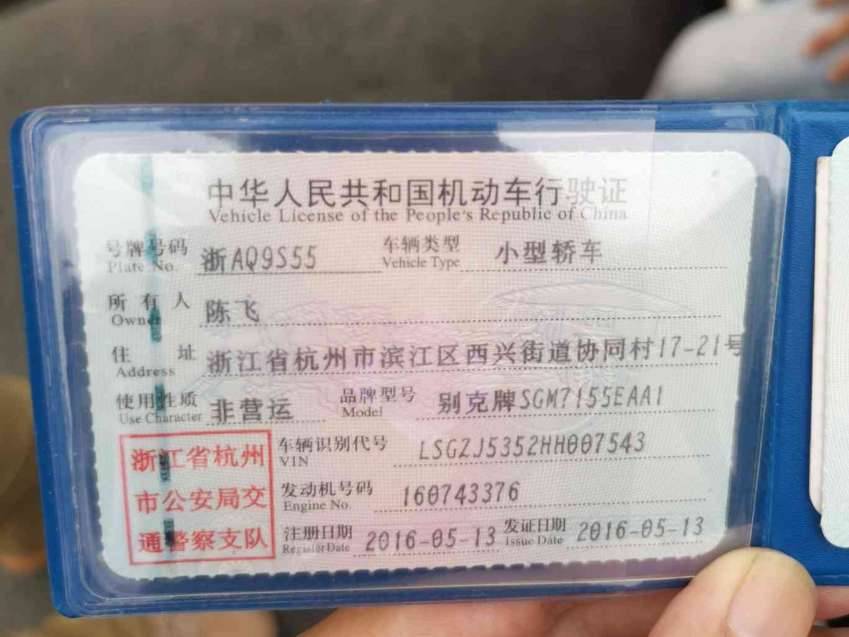 中华人民共和国机动车行驶证
Vehicle License of the People's Republic of China
号牌号码 浙AQ9S55 车辆类型 小型轿车
Plate No. Vehicle Type
所有人 陈飞
Owner
住址 浙江省杭州市滨江区西兴街道协同村17-21号
Address
使用性质 非营运 品牌型号 别克牌SGM7155EAA1
Use Character Model
浙江省杭州
市公安局交
通警察支队
车辆识别代号 LSGZJ5352HH007543
VIN
发动机号码 160743376
Engine No.
注册日期 2016-05-13 发证日期 2016-05-13
Register Date Issue Date